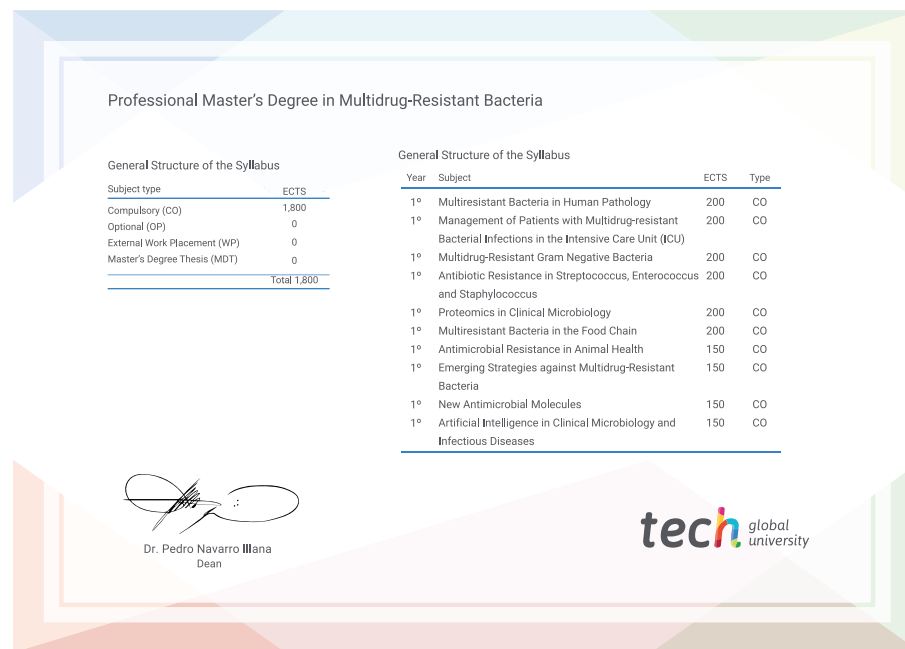 Professional Master's Degree in Multidrug-Resistant Bacteria
General Structure of the Syllabus
Subject type ECTS
Compulsory (CO) 1,800
Optional (OP) 0
External Work Placement (WP) 0
Master's Degree Thesis (MDT) 0
Total 1,800
General Structure of the Syllabus
Year Subject ECTS Type
1º Multiresistant Bacteria in Human Pathology 200 CO
1º Management of Patients with Multidrug-resistant 200 CO
Bacterial Infections in the Intensive Care Unit (ICU)
1º Multidrug-Resistant Gram Negative Bacteria 200 CO
1º Antibiotic Resistance in Streptococcus, Enterococcus 200 CO
and Staphylococcus
1º Proteomics in Clinical Microbiology 200 CO
1º Multiresistant Bacteria in the Food Chain 200 CO
1º Antimicrobial Resistance in Animal Health 150 CO
1º Emerging Strategies against Multidrug-Resistant 150 CO
Bacteria
1º New Antimicrobial Molecules 150 CO
1º Artificial Intelligence in Clinical Microbiology and 150 CO
Infectious Diseases
Dr. Pedro Navarro Illana
Dean
tech global
university